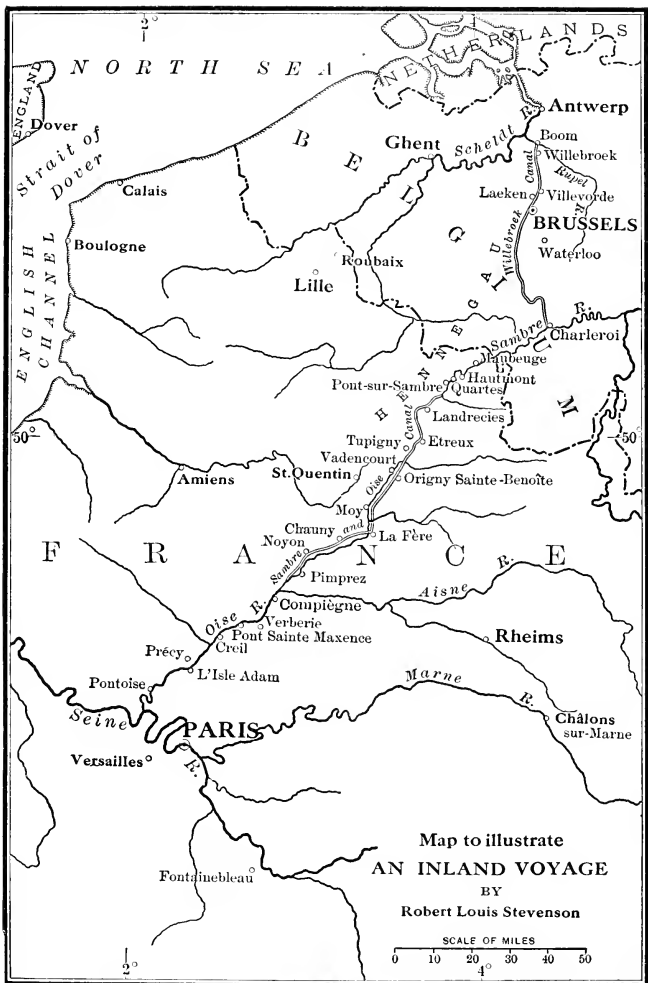 2°
NORTH SEA
NETHERLANDS
ENGLAND
Dover
Strait of
Dover
Antwerp
Scheldt R.
Boom
Willebroek
Rupel
R.
Ghent
BELGIUM
Calais
Canal
Laeken
Villevorde
BRUSSELS
Willebroek
Waterloo
Boulogne
Roubaix
Lille
ENGLISH
CHANNEL
HENNEGAU
Sambre R.
Charleroi
Maubeuge
Hautmont
Pont-sur-Sambre
Quartes
Landrecies
Canal
50°
50°
Tupigny
Etreux
Vadencourt
St. Quentin
Oise
Origny Sainte-Benoîte
Amiens
Moy
Chauny
and
La Fère
Noyon
FRANCE
Sambre
Pimprez
Aisne R.
Compiègne
Oise R.
Verberie
Pont Sainte Maxence
Creil
Rheims
Précy
L'Isle Adam
Pontoise
Marne R.
Seine
R.
PARIS
Châlons
sur-Marne
Versailles
Fontainebleau
Map to illustrate
AN INLAND VOYAGE
BY
Robert Louis Stevenson
SCALE OF MILES
0 10 20 30 40 50
2°
4°